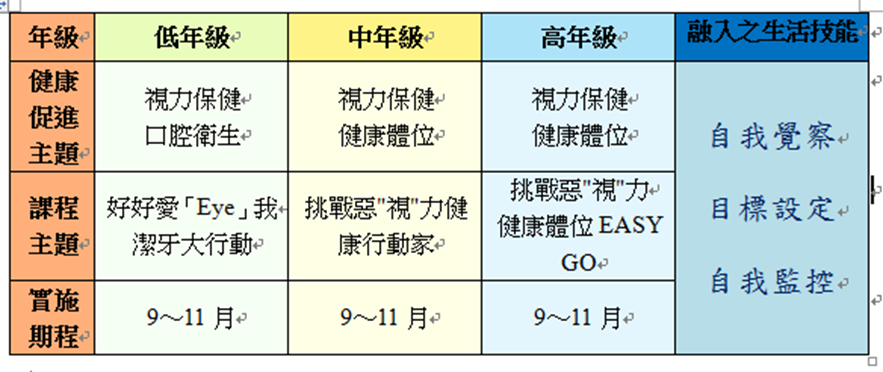 年級
低年級
中年級
高年級
融入之生活技能
健康
促進
主題
視力保健
口腔衛生
視力保健
健康體位
視力保健
健康體位
自我覺察
目標設定
自我監控
課程
主題
好好愛「Eye」我
潔牙大行動
挑戰惡"視"力健
康行動家
挑戰惡"視"力
健康體位 EASY
GO
實施
期程
9～11 月
9～11 月
9～11 月